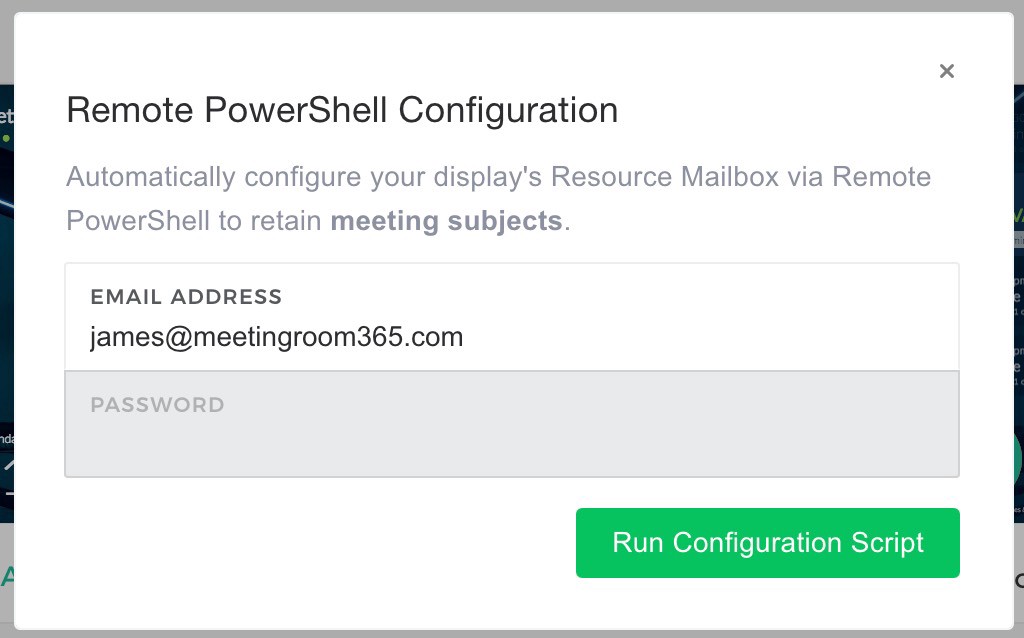 ×
Remote PowerShell Configuration
Automatically configure your display's Resource Mailbox via Remote
PowerShell to retain meeting subjects.
EMAIL ADDRESS
james@meetingroom365.com
PASSWORD
Run Configuration Script